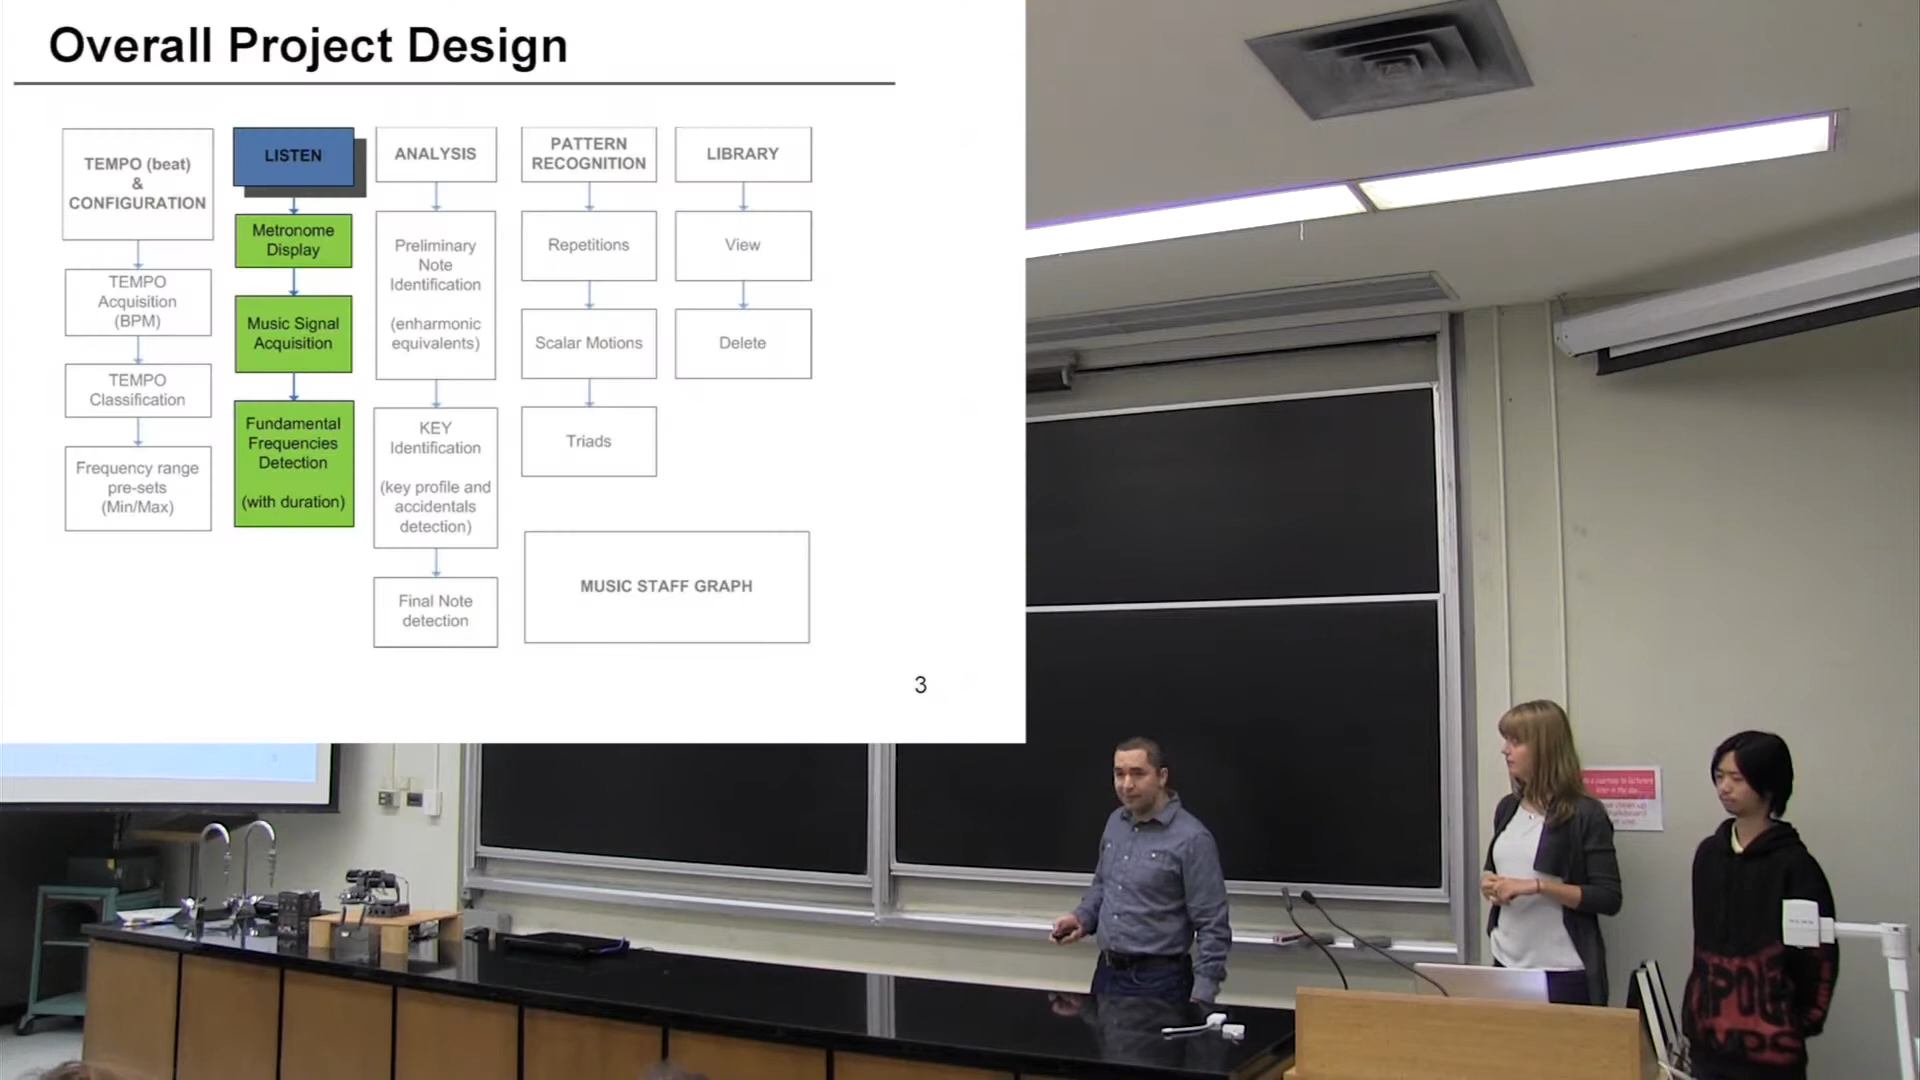 Overall Project Design
TEMPO (beat)
&
CONFIGURATION
TEMPO
Acquisition
(BPM)
TEMPO
Classification
Frequency range
pre-sets
(Min/Max)
LISTEN
Metronome
Display
Music Signal
Acquisition
Fundamental
Frequencies
Detection
(with duration)
ANALYSIS
Preliminary
Note
Identification
(enharmonic
equivalents)
KEY
Identification
(key profile and
accidentals
detection)
Final Note
detection
PATTERN
RECOGNITION
Repetitions
Scalar Motions
Triads
LIBRARY
View
Delete
MUSIC STAFF GRAPH
3